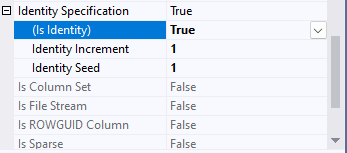 Identity Specification True
(Is Identity) True
Identity Increment 1
Identity Seed 1
Is Column Set False
Is File Stream False
Is ROWGUID Column False
Is Sparse False